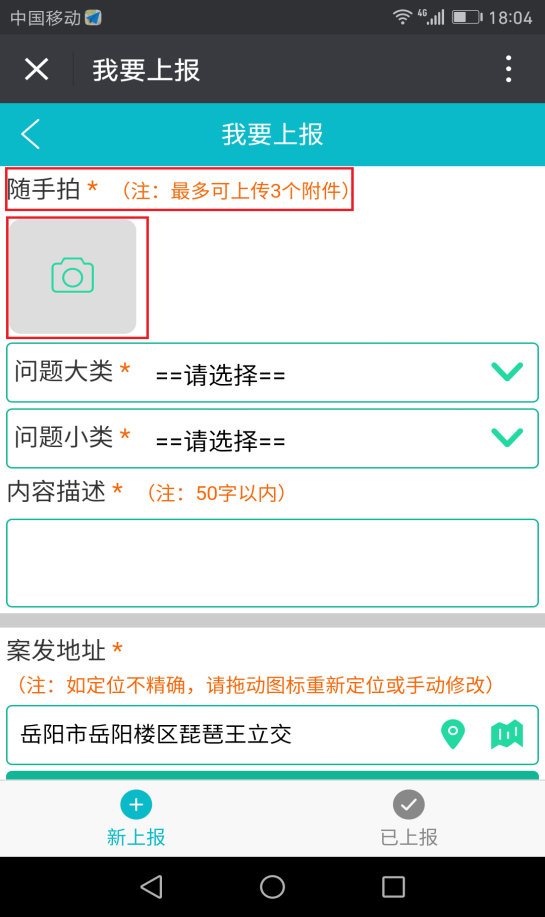 中国移动 4G 18:04
我要上报
我要上报
随手拍 * （注：最多可上传3个附件）
问题大类 * ==请选择==
问题小类 * ==请选择==
内容描述 * （注：50字以内）
案发地址 *
（注：如定位不精确，请拖动图标重新定位或手动修改）
岳阳市岳阳楼区琵琶王立交
新上报 已上报